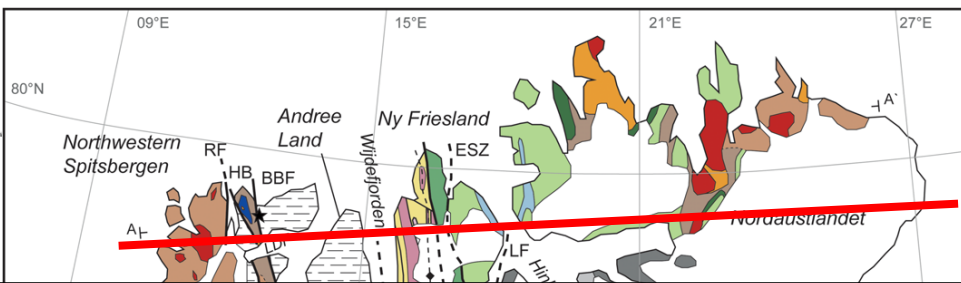 09°E
15°E
21°E
27°E
80°N
Northwestern
Spitsbergen
Andree
Land
Ny Friesland
Wijdefjorden
RF
HB
BBF
ESZ
A`
A
LF
Nordaustlandet